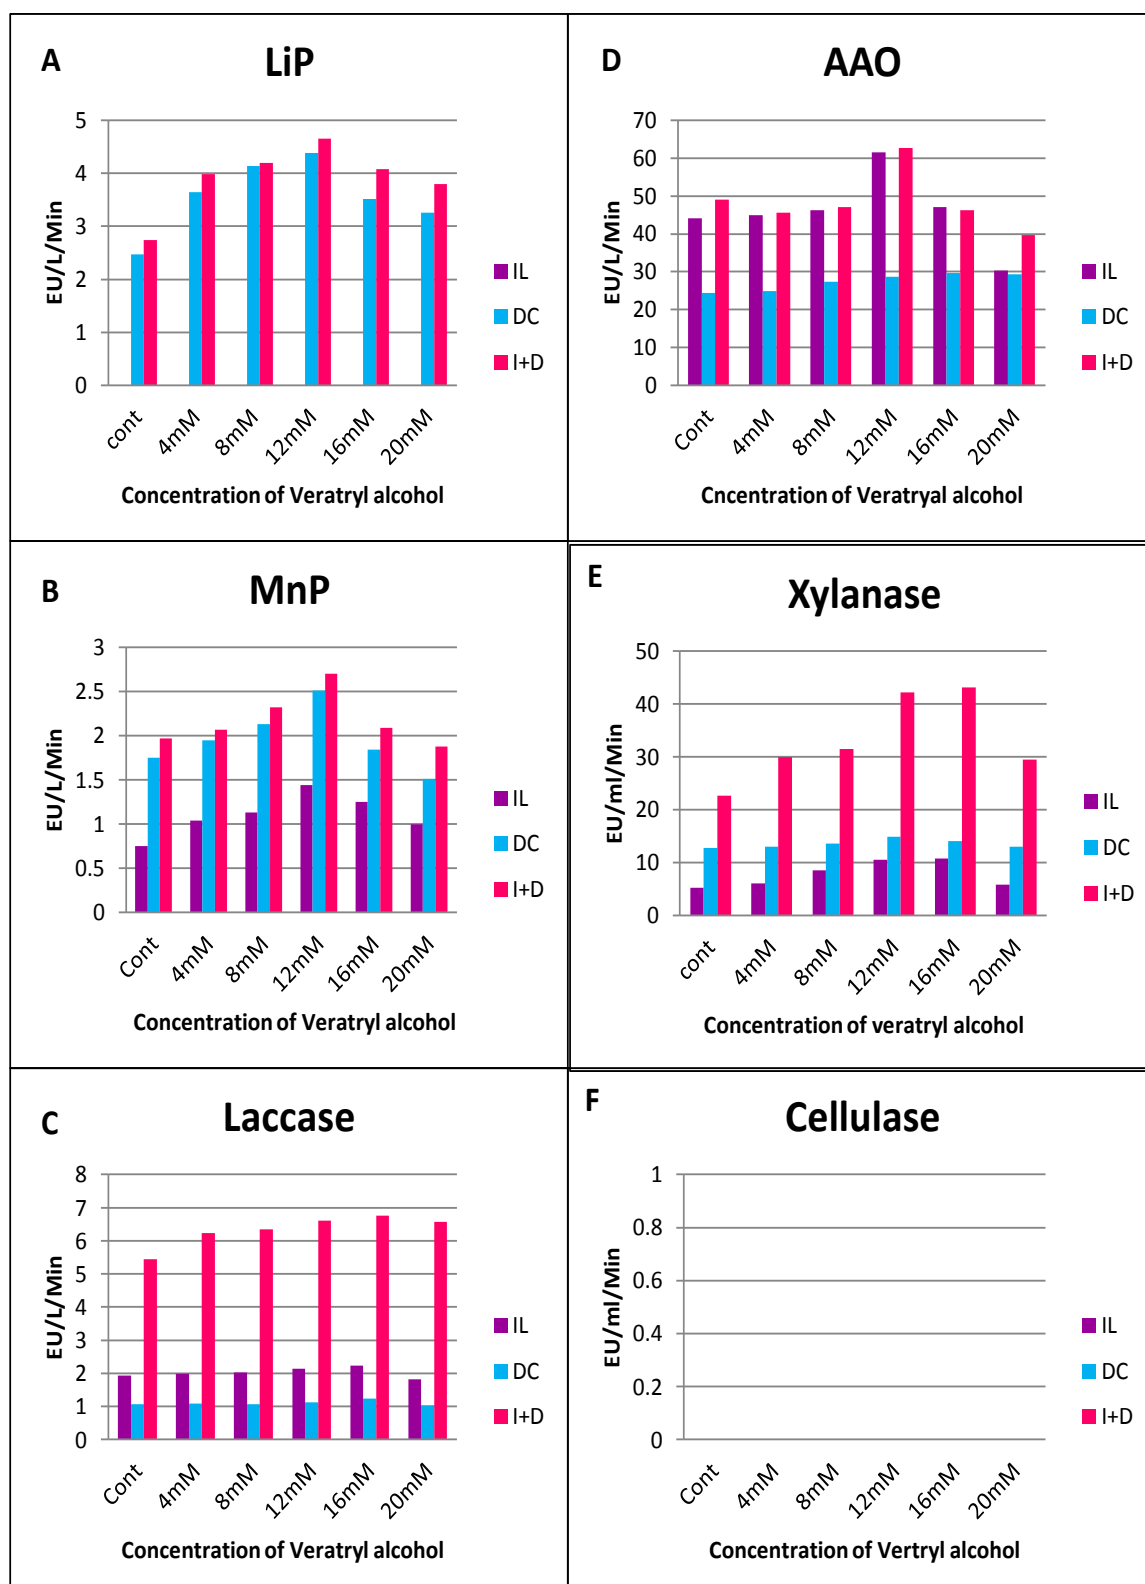 A
LiP
EU/L/Min
5
4
3
2
1
0
cont
4mM
8mM
12mM
16mM
20mM
Concentration of Veratryl alcohol
IL
DC
I+D
D
AAO
EU/L/Min
70
60
50
40
30
20
10
0
Cont
4mM
8mM
12mM
16mM
20mM
Cncentration of Veratryal alcohol
IL
DC
I+D
B
MnP
EU/L/Min
3
2.5
2
1.5
1
0.5
0
Cont
4mM
8mM
12mM
16mM
20mM
Concentration of Veratryl alcohol
IL
DC
I+D
E
Xylanase
EU/ml/Min
50
40
30
20
10
0
cont
4mM
8mM
12mM
16mM
20mM
Concentration of veratryl alcohol
IL
DC
I+D
C
Laccase
EU/L/Min
8
7
6
5
4
3
2
1
0
Cont
4mM
8mM
12mM
16mM
20mM
Concentration of Veratryl alcohol
IL
DC
I+D
F
Cellulase
EU/ml/Min
1
0.8
0.6
0.4
0.2
0
Cont
4mM
8mM
12mM
16mM
20mM
Concentration of Vertryl alcohol
IL
DC
I+D